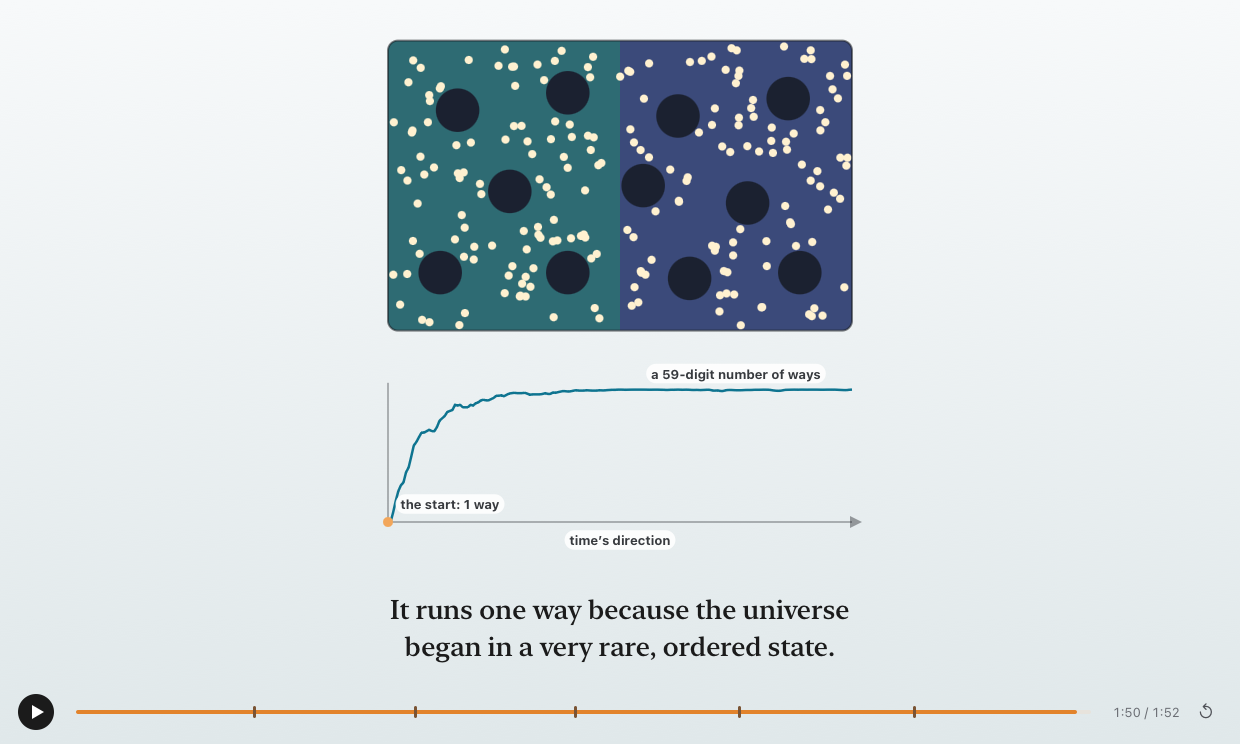 a 59-digit number of ways
the start: 1 way
time's direction
It runs one way because the universe
began in a very rare, ordered state.
1:50 / 1:52